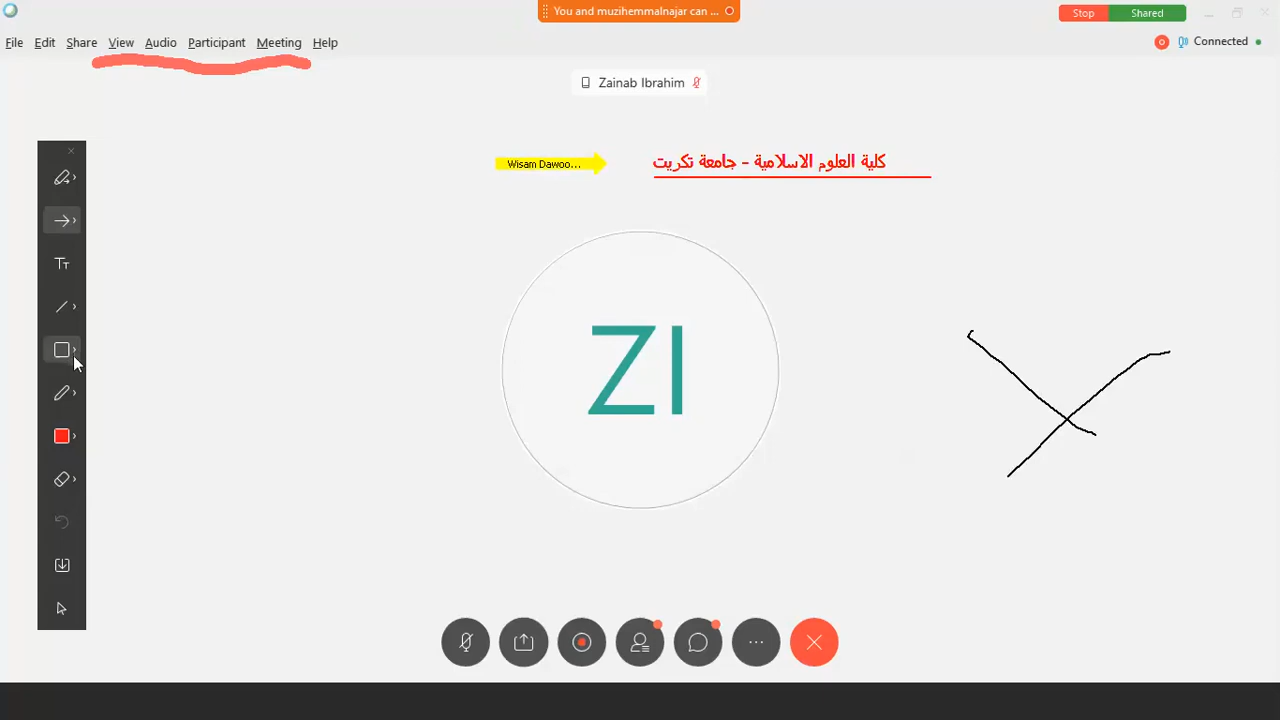 You and muzihemmalnajar can ...
Stop
Shared
File Edit Share View Audio Participant Meeting Help
Connected
Zainab Ibrahim
Wisam Dawoo...
كلية العلوم الاسلامية - جامعة تكريت
ZI
TT